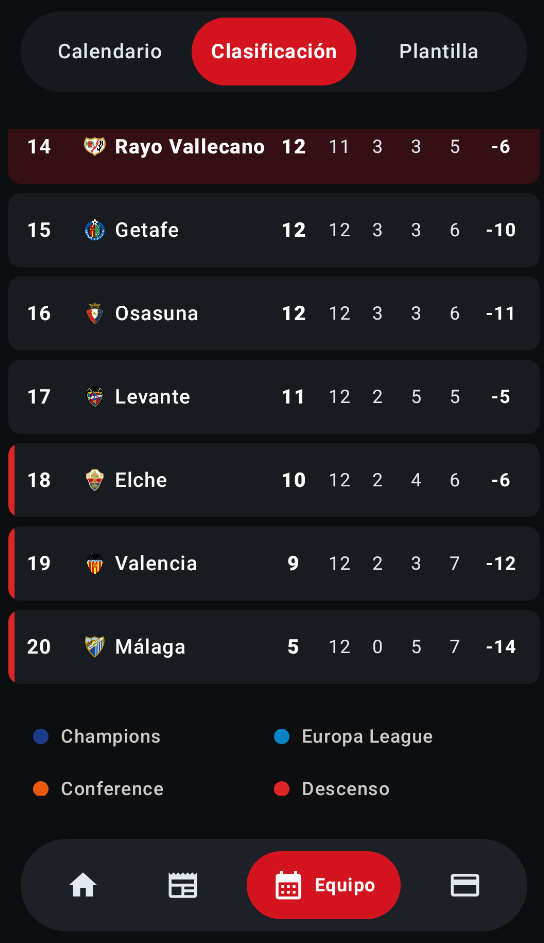 Calendario Clasificación Plantilla
14 Rayo Vallecano 12 11 3 3 5 -6
15 Getafe 12 12 3 3 6 -10
16 Osasuna 12 12 3 3 6 -11
17 Levante 11 12 2 5 5 -5
18 Elche 10 12 2 4 6 -6
19 Valencia 9 12 2 3 7 -12
20 Málaga 5 12 0 5 7 -14
Champions Europa League
Conference Descenso
Equipo